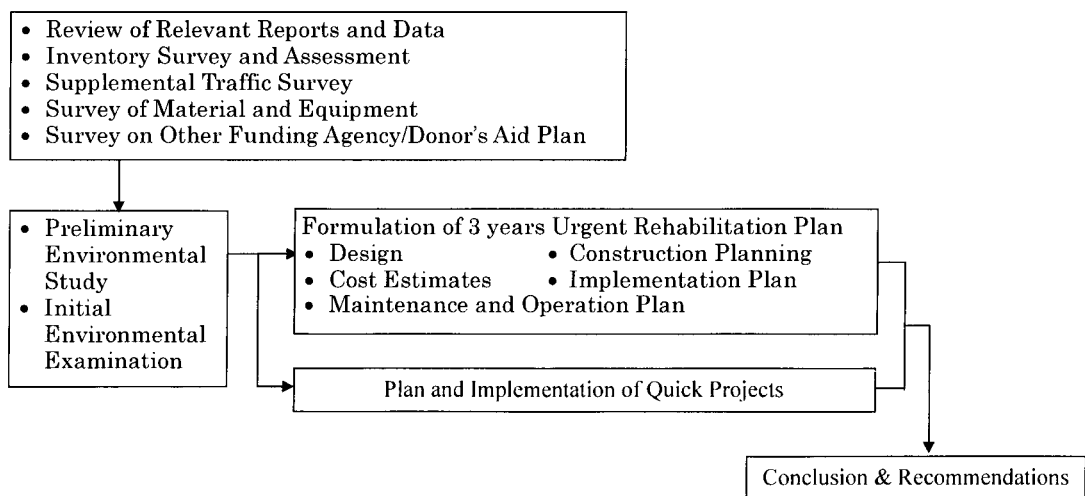 • Review of Relevant Reports and Data
• Inventory Survey and Assessment
• Supplemental Traffic Survey
• Survey of Material and Equipment
• Survey on Other Funding Agency/Donor's Aid Plan
• Preliminary
Environmental
Study
• Initial
Environmental
Examination
Formulation of 3 years Urgent Rehabilitation Plan
• Design • Construction Planning
• Cost Estimates • Implementation Plan
• Maintenance and Operation Plan
Plan and Implementation of Quick Projects
Conclusion & Recommendations